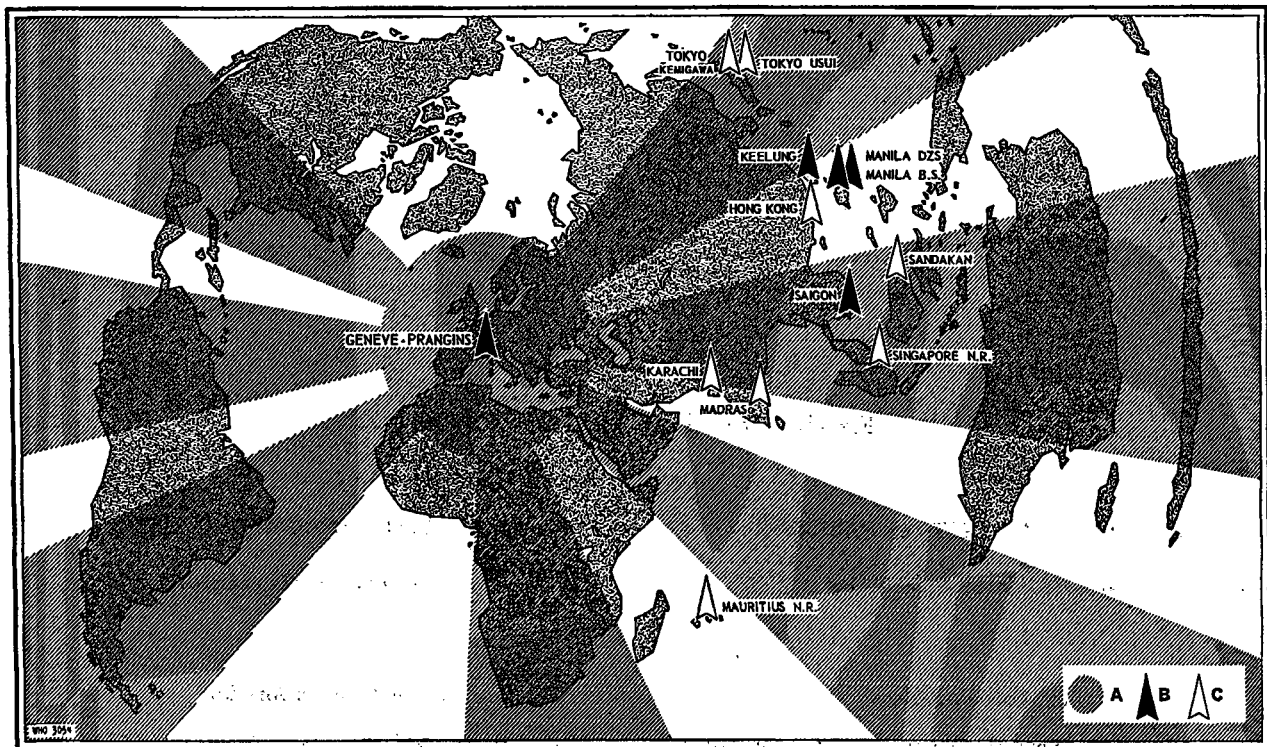 TOKYO
KEMIGAWA
TOKYO USUI
KEELUNG
MANILA DZS
MANILA B.S.
HONG KONG
SANDAKAN
SAIGON
GENEVE-PRANGINS
SINGAPORE N.R.
KARACHI
MADRAS
MAURITIUS N.R.
A B C
WHO 3054